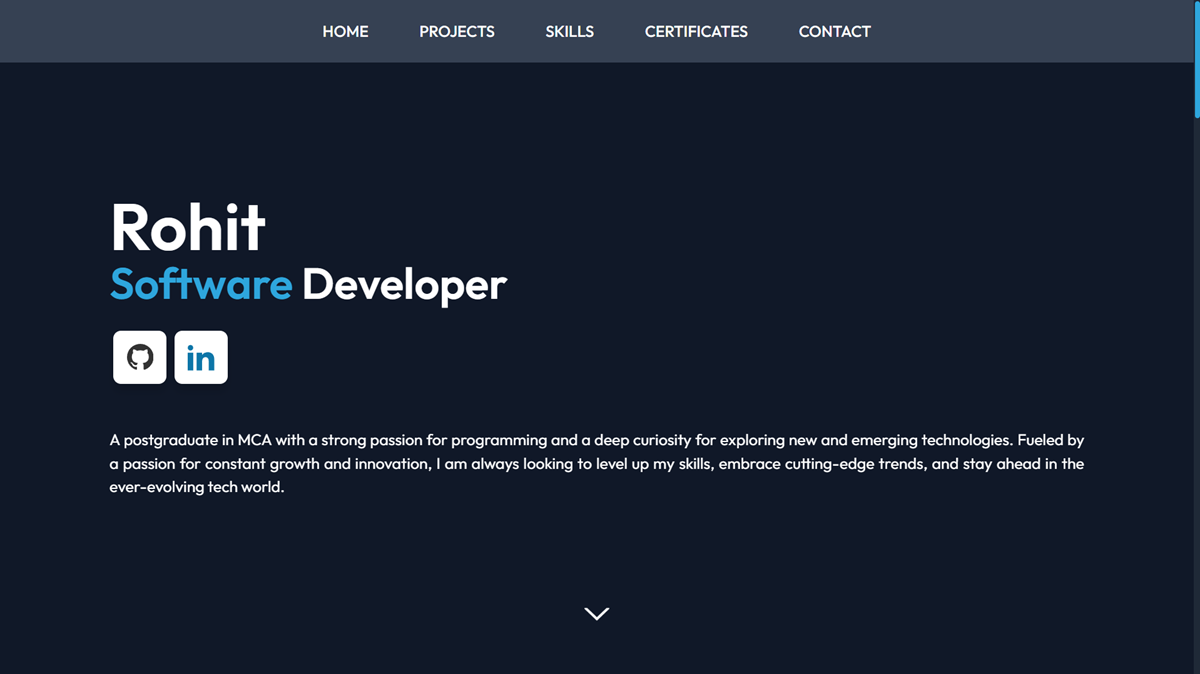 HOME PROJECTS SKILLS CERTIFICATES CONTACT
Rohit
Software Developer
in
A postgraduate in MCA with a strong passion for programming and a deep curiosity for exploring new and emerging technologies. Fueled by
a passion for constant growth and innovation, I am always looking to level up my skills, embrace cutting-edge trends, and stay ahead in the
ever-evolving tech world.